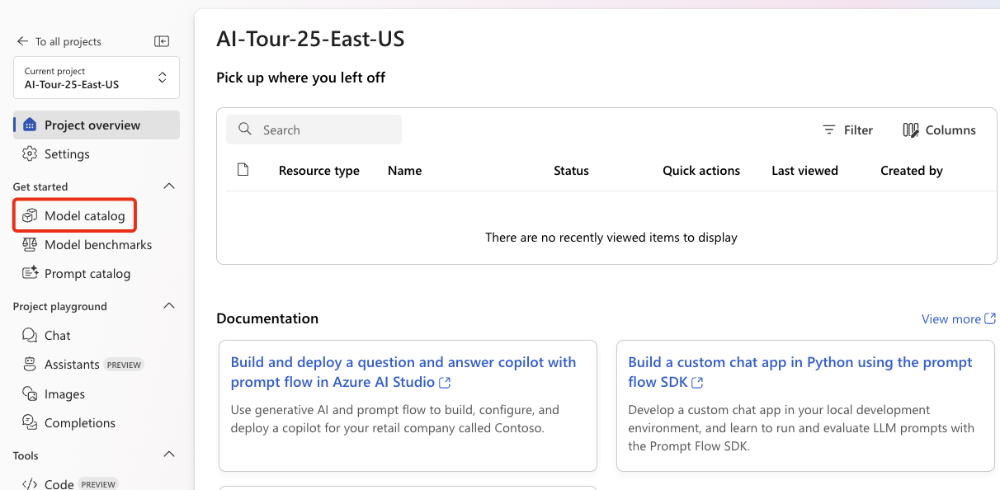 To all projects
Current project
AI-Tour-25-East-US
Project overview
Settings
Get started
Model catalog
Model benchmarks
Prompt catalog
Project playground
Chat
Assistants PREVIEW
Images
Completions
Tools
Code PREVIEW
AI-Tour-25-East-US
Pick up where you left off
Search
Filter
Columns
Resource type Name Status Quick actions Last viewed Created by
There are no recently viewed items to display
Documentation
View more
Build and deploy a question and answer copilot with
prompt flow in Azure AI Studio
Use generative AI and prompt flow to build, configure, and
deploy a copilot for your retail company called Contoso.
Build a custom chat app in Python using the prompt
flow SDK
Develop a custom chat app in your local development
environment, and learn to run and evaluate LLM prompts with
the Prompt Flow SDK.